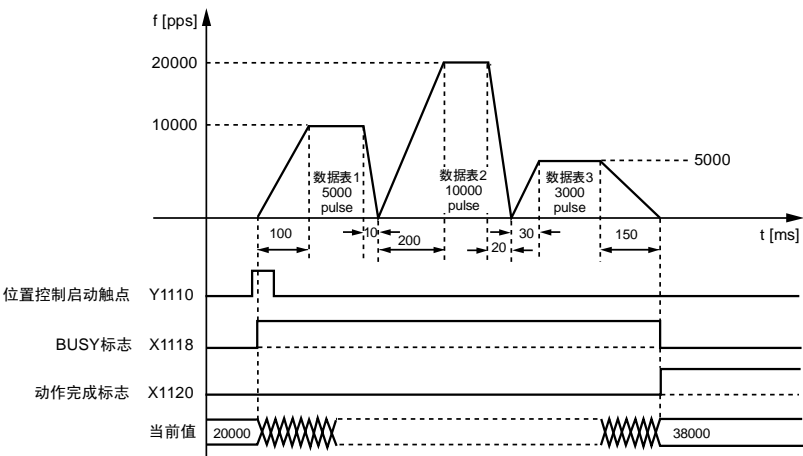 f [pps]
20000
10000
5000
数据表1
5000
pulse
数据表2
10000
pulse
数据表3
3000
pulse
100
10
200
20
30
150
t [ms]
位置控制启动触点 Y1110
BUSY标志 X1118
动作完成标志 X1120
当前值 20000 38000